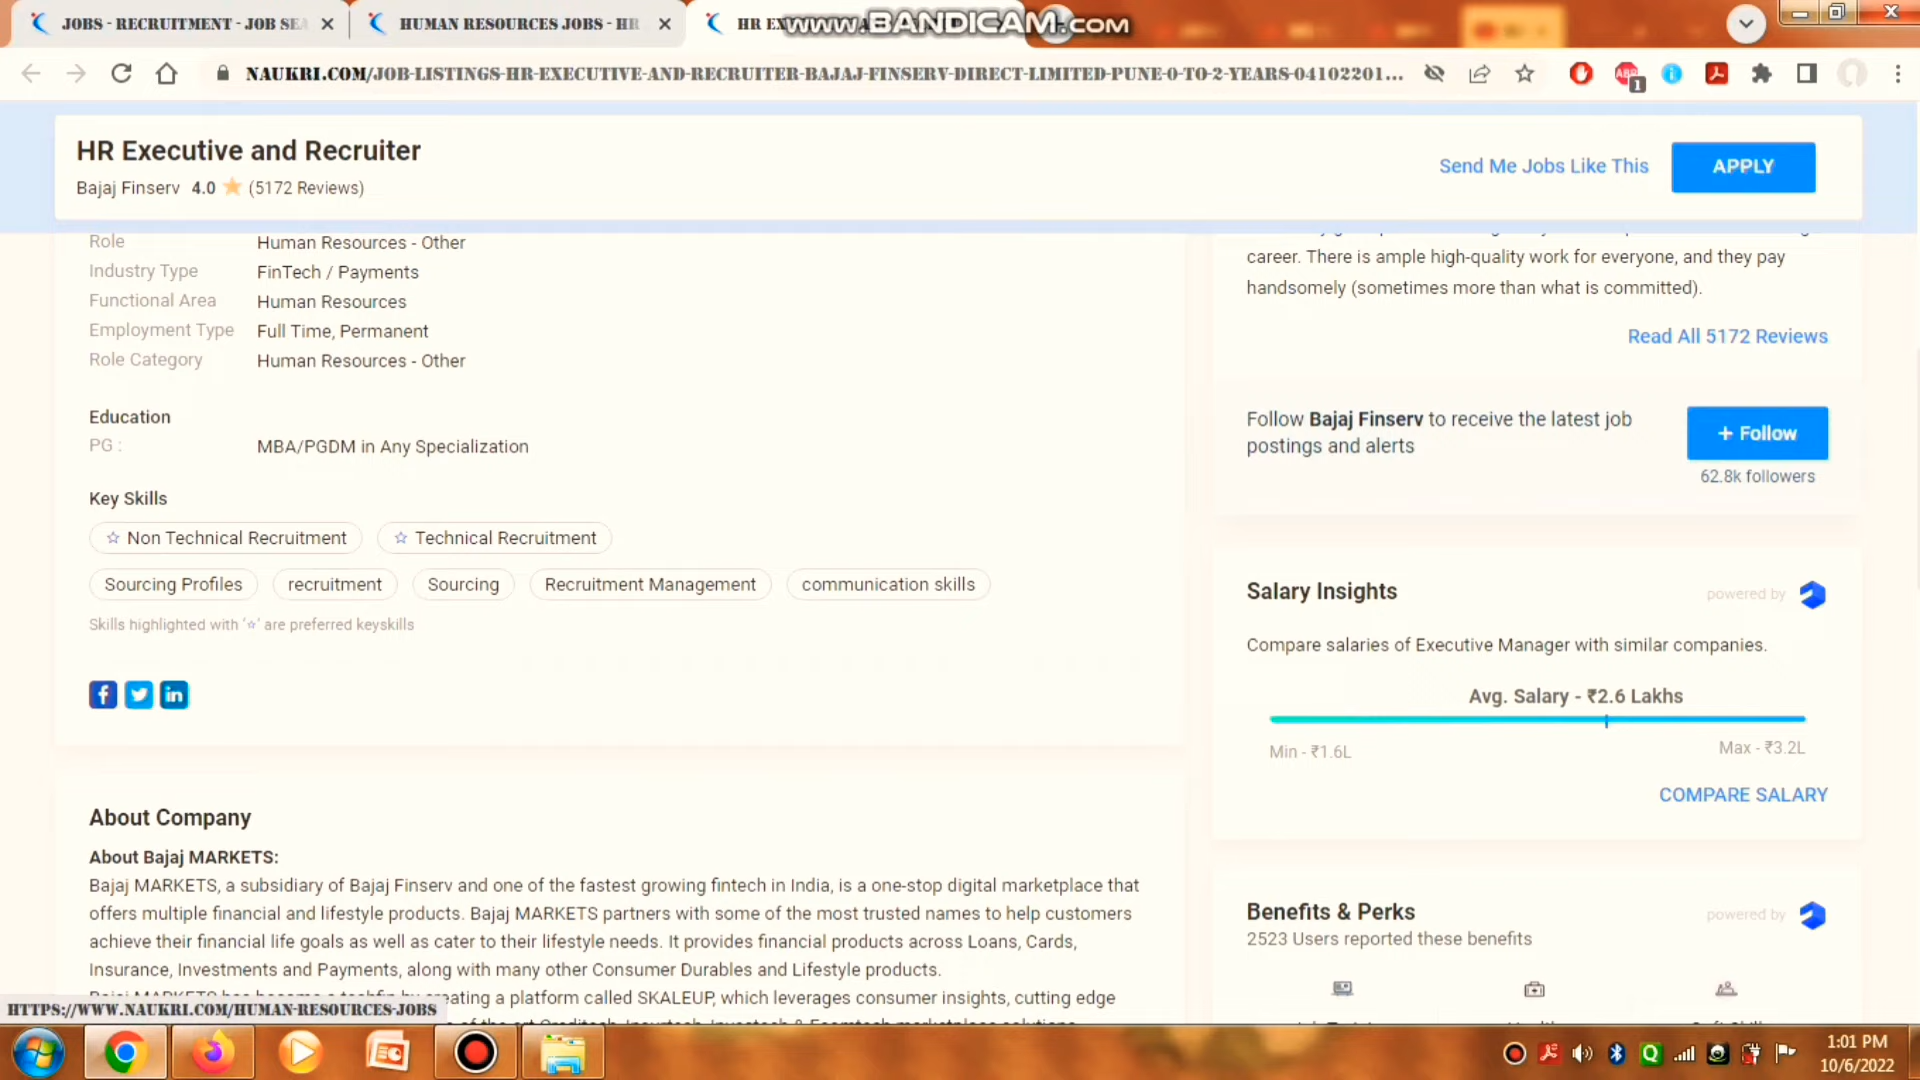 JOBS - RECRUITMENT - JOB SEA
HUMAN RESOURCES JOBS - HR
HR EX
www.BANDICAM.com
NAUKRI.COM/JOB-LISTINGS-HR-EXECUTIVE-AND-RECRUITER-BAJAJ-FINSERV-DIRECT-LIMITED-PUNE-0-TO-2-YEARS-04102201...
ABP
1
HR Executive and Recruiter
Bajaj Finserv 4.0 (5172 Reviews)
Send Me Jobs Like This
APPLY
Role Human Resources - Other
Industry Type FinTech / Payments
Functional Area Human Resources
Employment Type Full Time, Permanent
Role Category Human Resources - Other
Education
PG : MBA/PGDM in Any Specialization
Key Skills
☆ Non Technical Recruitment ☆ Technical Recruitment
Sourcing Profiles recruitment Sourcing Recruitment Management communication skills
Skills highlighted with '☆' are preferred keyskills
f in
About Company
About Bajaj MARKETS:
Bajaj MARKETS, a subsidiary of Bajaj Finserv and one of the fastest growing fintech in India, is a one-stop digital marketplace that
offers multiple financial and lifestyle products. Bajaj MARKETS partners with some of the most trusted names to help customers
achieve their financial life goals as well as cater to their lifestyle needs. It provides financial products across Loans, Cards,
Insurance, Investments and Payments, along with many other Consumer Durables and Lifestyle products.
creating a platform called SKALEUP, which leverages consumer insights, cutting edge
career. There is ample high-quality work for everyone, and they pay
handsomely (sometimes more than what is committed).
Read All 5172 Reviews
Follow Bajaj Finserv to receive the latest job
postings and alerts
+ Follow
62.8k followers
Salary Insights
powered by
Compare salaries of Executive Manager with similar companies.
Avg. Salary - ₹2.6 Lakhs
Min - ₹1.6L
Max - ₹3.2L
COMPARE SALARY
Benefits & Perks
powered by
2523 Users reported these benefits
HTTPS://WWW.NAUKRI.COM/HUMAN-RESOURCES-JOBS
1:01 PM
10/6/2022